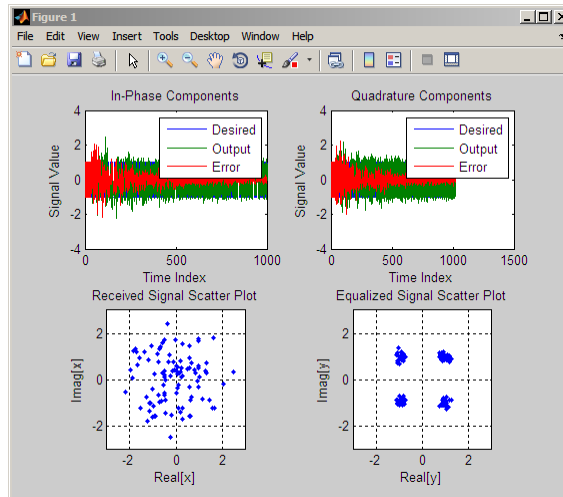 Figure 1
File Edit View Insert Tools Desktop Window Help
In-Phase Components
4
2
0
-2
-4
Signal Value
Desired
Output
Error
0 500 1000
Time Index
Quadrature Components
4
2
0
-2
-4
Signal Value
Desired
Output
Error
0 500 1000 1500
Time Index
Received Signal Scatter Plot
2
0
-2
Imag[x]
-2 0 2
Real[x]
Equalized Signal Scatter Plot
2
0
-2
Imag[y]
-2 0 2
Real[y]